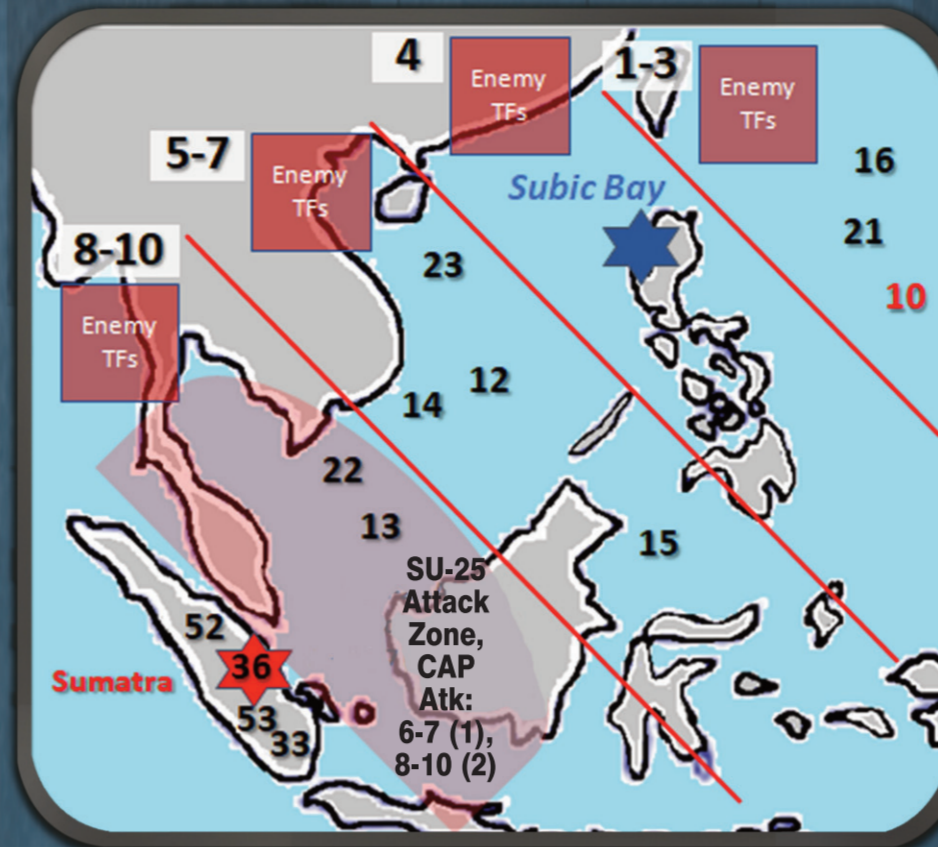 4
1-3
Enemy
TFs
Enemy
TFs
5-7
Enemy
TFs
16
Subic Bay
21
8-10
23
10
Enemy
TFs
12
14
22
13
15
SU-25
Attack
Zone,
CAP
Atk:
6-7 (1),
8-10 (2)
52
36
Sumatra
53
33